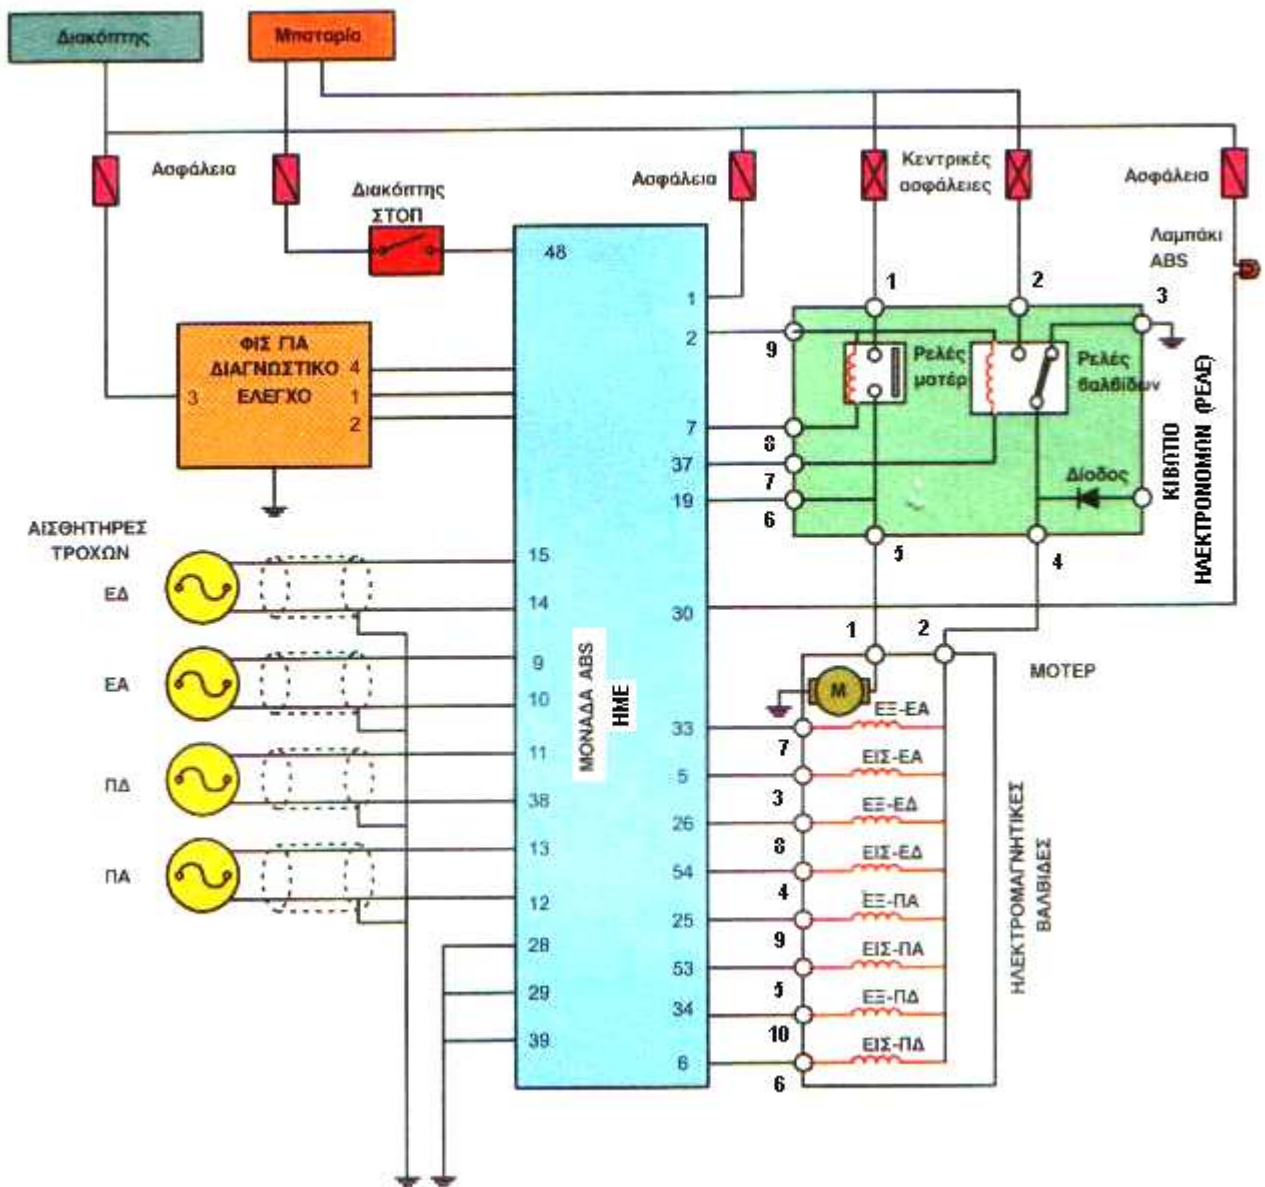 Διακόπτης
Μπαταρία
Ασφάλεια
Διακόπτης
ΣΤΟΠ
Ασφάλεια
Κεντρικές
ασφάλειες
Ασφάλεια
Λαμπάκι
ABS
48
1
2
1
2
3
9
Ρελές
μοτέρ
Ρελές
βαλβίδων
ΦΙΣ ΓΙΑ
ΔΙΑΓΝΩΣΤΙΚΟ
ΕΛΕΓΧΟ
3
4
1
2
7
37
19
8
7
6
Δίοδος
5
4
ΚΙΒΩΤΙΟ
ΗΛΕΚΤΡΟΝΟΜΩΝ (ΡΕΛΕ)
ΑΙΣΘΗΤΗΡΕΣ
ΤΡΟΧΩΝ
ΕΔ
ΕΑ
ΠΔ
ΠΑ
15
14
9
10
11
38
13
12
28
29
39
ΜΟΝΑΔΑ ABS
ΗΜΕ
30
33
5
26
54
25
53
34
6
1
2
ΜΟΤΕΡ
M
7
3
8
4
9
5
10
6
ΕΞ-ΕΑ
ΕΙΣ-ΕΑ
ΕΞ-ΕΔ
ΕΙΣ-ΕΔ
ΕΞ-ΠΑ
ΕΙΣ-ΠΑ
ΕΞ-ΠΔ
ΕΙΣ-ΠΔ
ΗΛΕΚΤΡΟΜΑΓΝΗΤΙΚΕΣ
ΒΑΛΒΙΔΕΣ